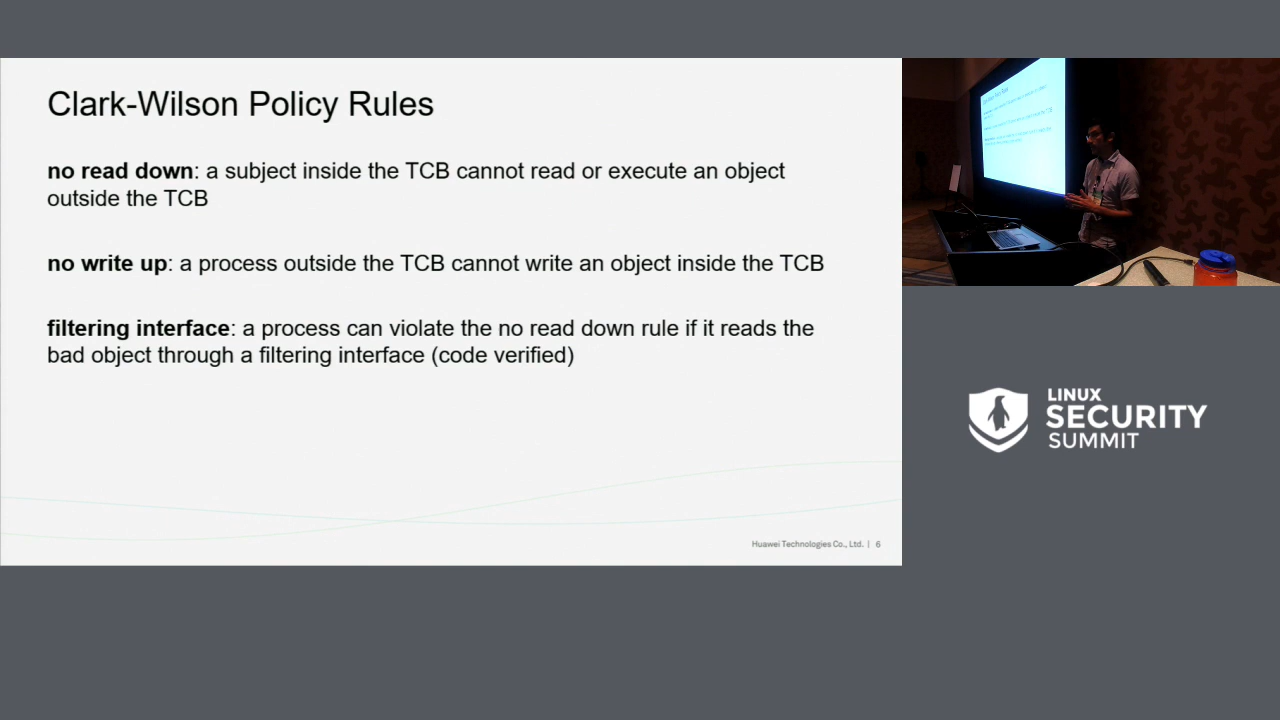 Clark-Wilson Policy Rules
no read down: a subject inside the TCB cannot read or execute an object
outside the TCB
no write up: a process outside the TCB cannot write an object inside the TCB
filtering interface: a process can violate the no read down rule if it reads the
bad object through a filtering interface (code verified)
Huawei Technologies Co., Ltd. | 6
LINUX
SECURITY
SUMMIT